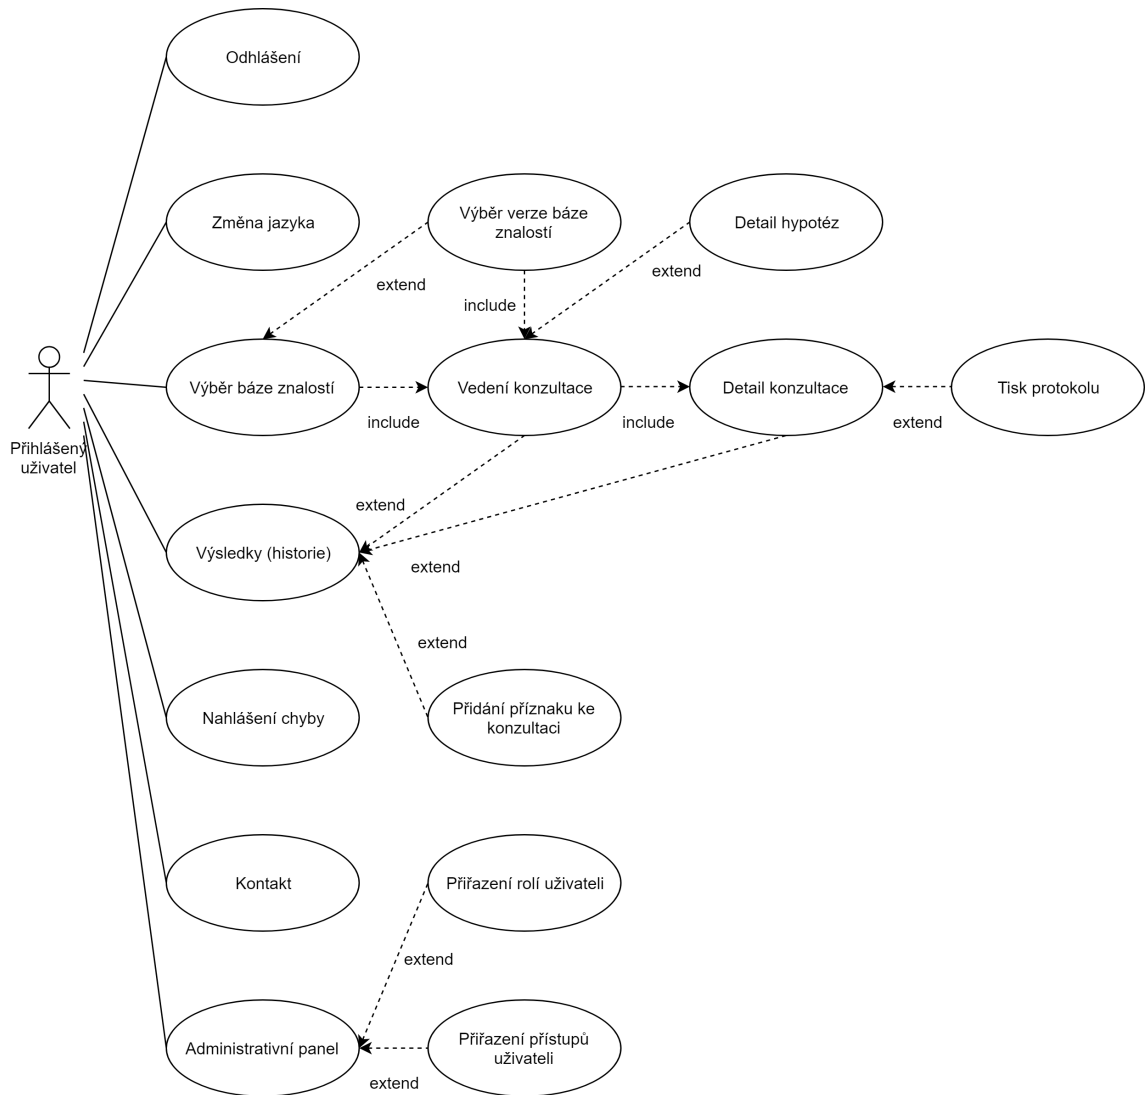 Odhlášení
Změna jazyka
Výběr verze báze
znalostí
Detail hypotéz
extend
extend
include
Výběr báze znalostí
Vedení konzultace
Detail konzultace
Tisk protokolu
include
include
extend
Přihlášený
uživatel
extend
Výsledky (historie)
extend
extend
Nahlášení chyby
Přidání příznaku ke
konzultaci
Kontakt
Přiřazení rolí uživateli
extend
Administrativní panel
Přiřazení přístupů
uživateli
extend